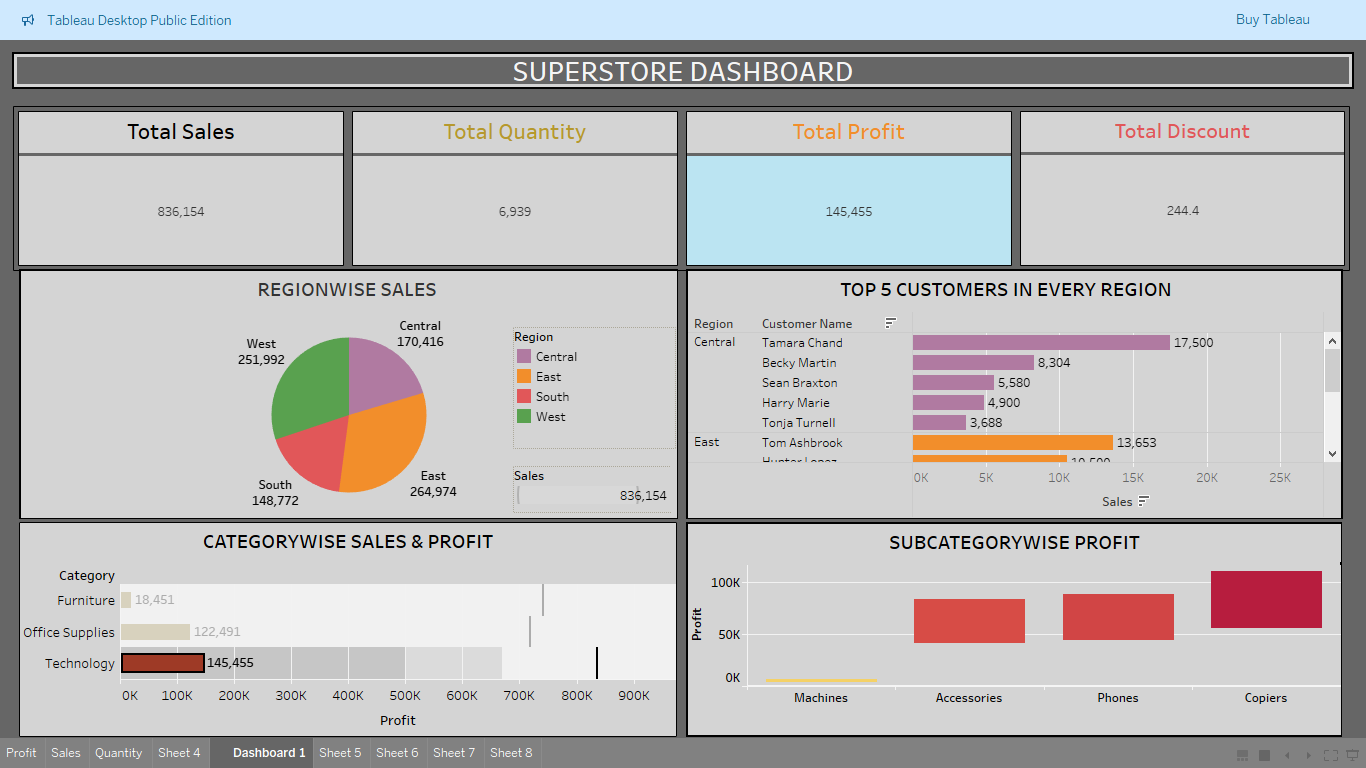 Tableau Desktop Public Edition
Buy Tableau
SUPERSTORE DASHBOARD
Total Sales
836,154
Total Quantity
6,939
Total Profit
145,455
Total Discount
244.4
REGIONWISE SALES
Central
170,416
West
251,992
East
264,974
South
148,772
Region
Central
East
South
West
Sales
836,154
TOP 5 CUSTOMERS IN EVERY REGION
Region Customer Name
Central Tamara Chand 17,500
Becky Martin 8,304
Sean Braxton 5,580
Harry Marie 4,900
Tonja Turnell 3,688
East Tom Ashbrook 13,653
0K 5K 10K 15K 20K 25K
Sales
CATEGORYWISE SALES & PROFIT
Category
Furniture 18,451
Office Supplies 122,491
Technology 145,455
0K 100K 200K 300K 400K 500K 600K 700K 800K 900K
Profit
SUBCATEGORYWISE PROFIT
Profit
100K
50K
0K
Machines Accessories Phones Copiers
Profit Sales Quantity Sheet 4 Dashboard 1 Sheet 5 Sheet 6 Sheet 7 Sheet 8